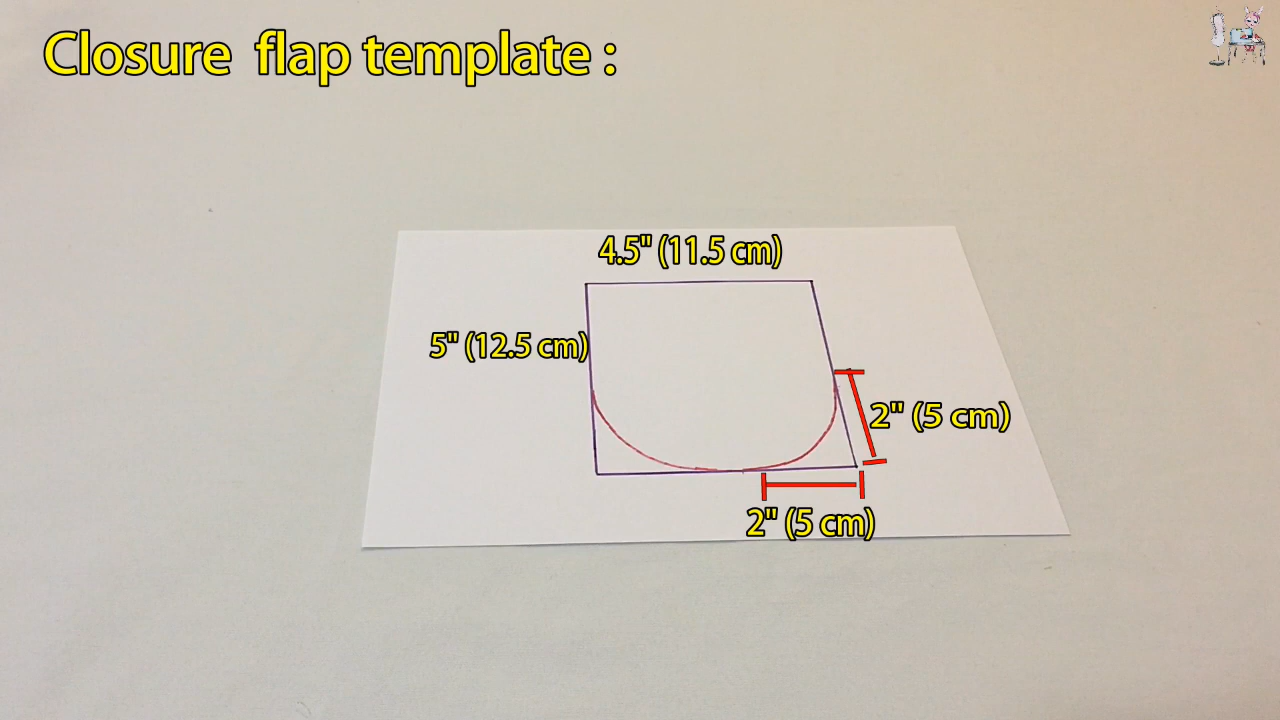 Closure flap template :
4.5" (11.5 cm)
5" (12.5 cm)
2" (5 cm)
2" (5 cm)